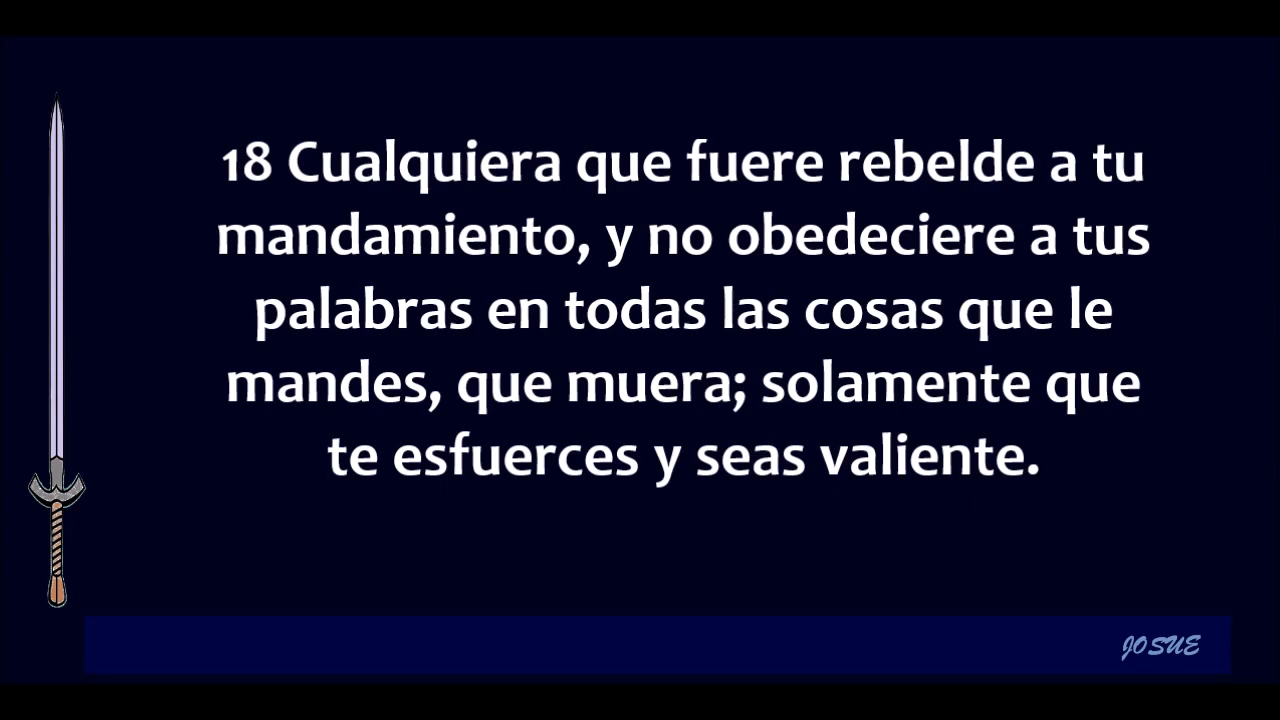 18 Cualquiera que fuere rebelde a tu
mandamiento, y no obedeciere a tus
palabras en todas las cosas que le
mandes, que muera; solamente que
te esfuerces y seas valiente.
JOSUE